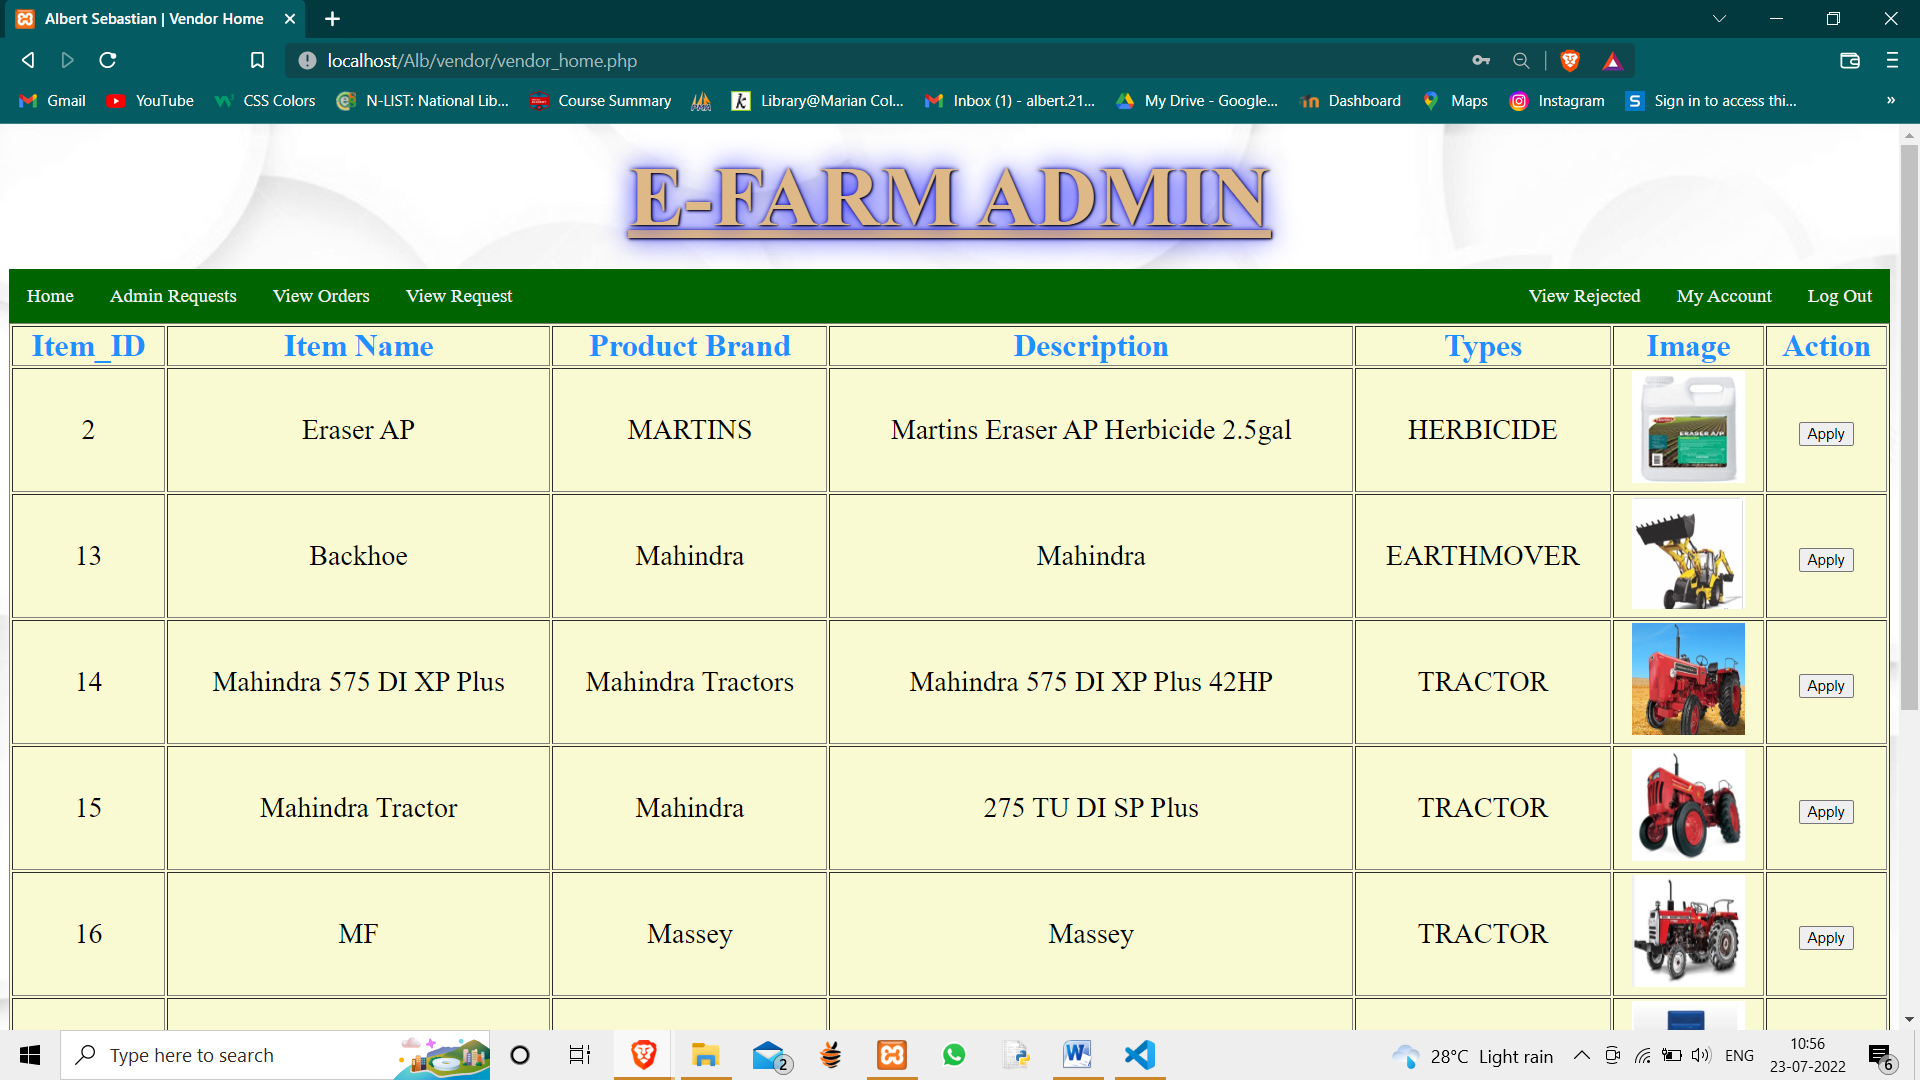 Albert Sebastian | Vendor Home
localhost/Alb/vendor/vendor_home.php
Gmail YouTube CSS Colors N-LIST: National Lib... Course Summary Library@Marian Col... Inbox (1) - albert.21... My Drive - Google... Dashboard Maps Instagram Sign in to access thi... »
E-FARM ADMIN
Home Admin Requests View Orders View Request View Rejected My Account Log Out
Item_ID Item Name Product Brand Description Types Image Action
2 Eraser AP MARTINS Martins Eraser AP Herbicide 2.5gal HERBICIDE ERASER A/P Apply
13 Backhoe Mahindra Mahindra EARTHMOVER Apply
14 Mahindra 575 DI XP Plus Mahindra Tractors Mahindra 575 DI XP Plus 42HP TRACTOR Apply
15 Mahindra Tractor Mahindra 275 TU DI SP Plus TRACTOR Apply
16 MF Massey Massey TRACTOR Apply
Type here to search 2 28°C Light rain ENG 10:56
23-07-2022 6